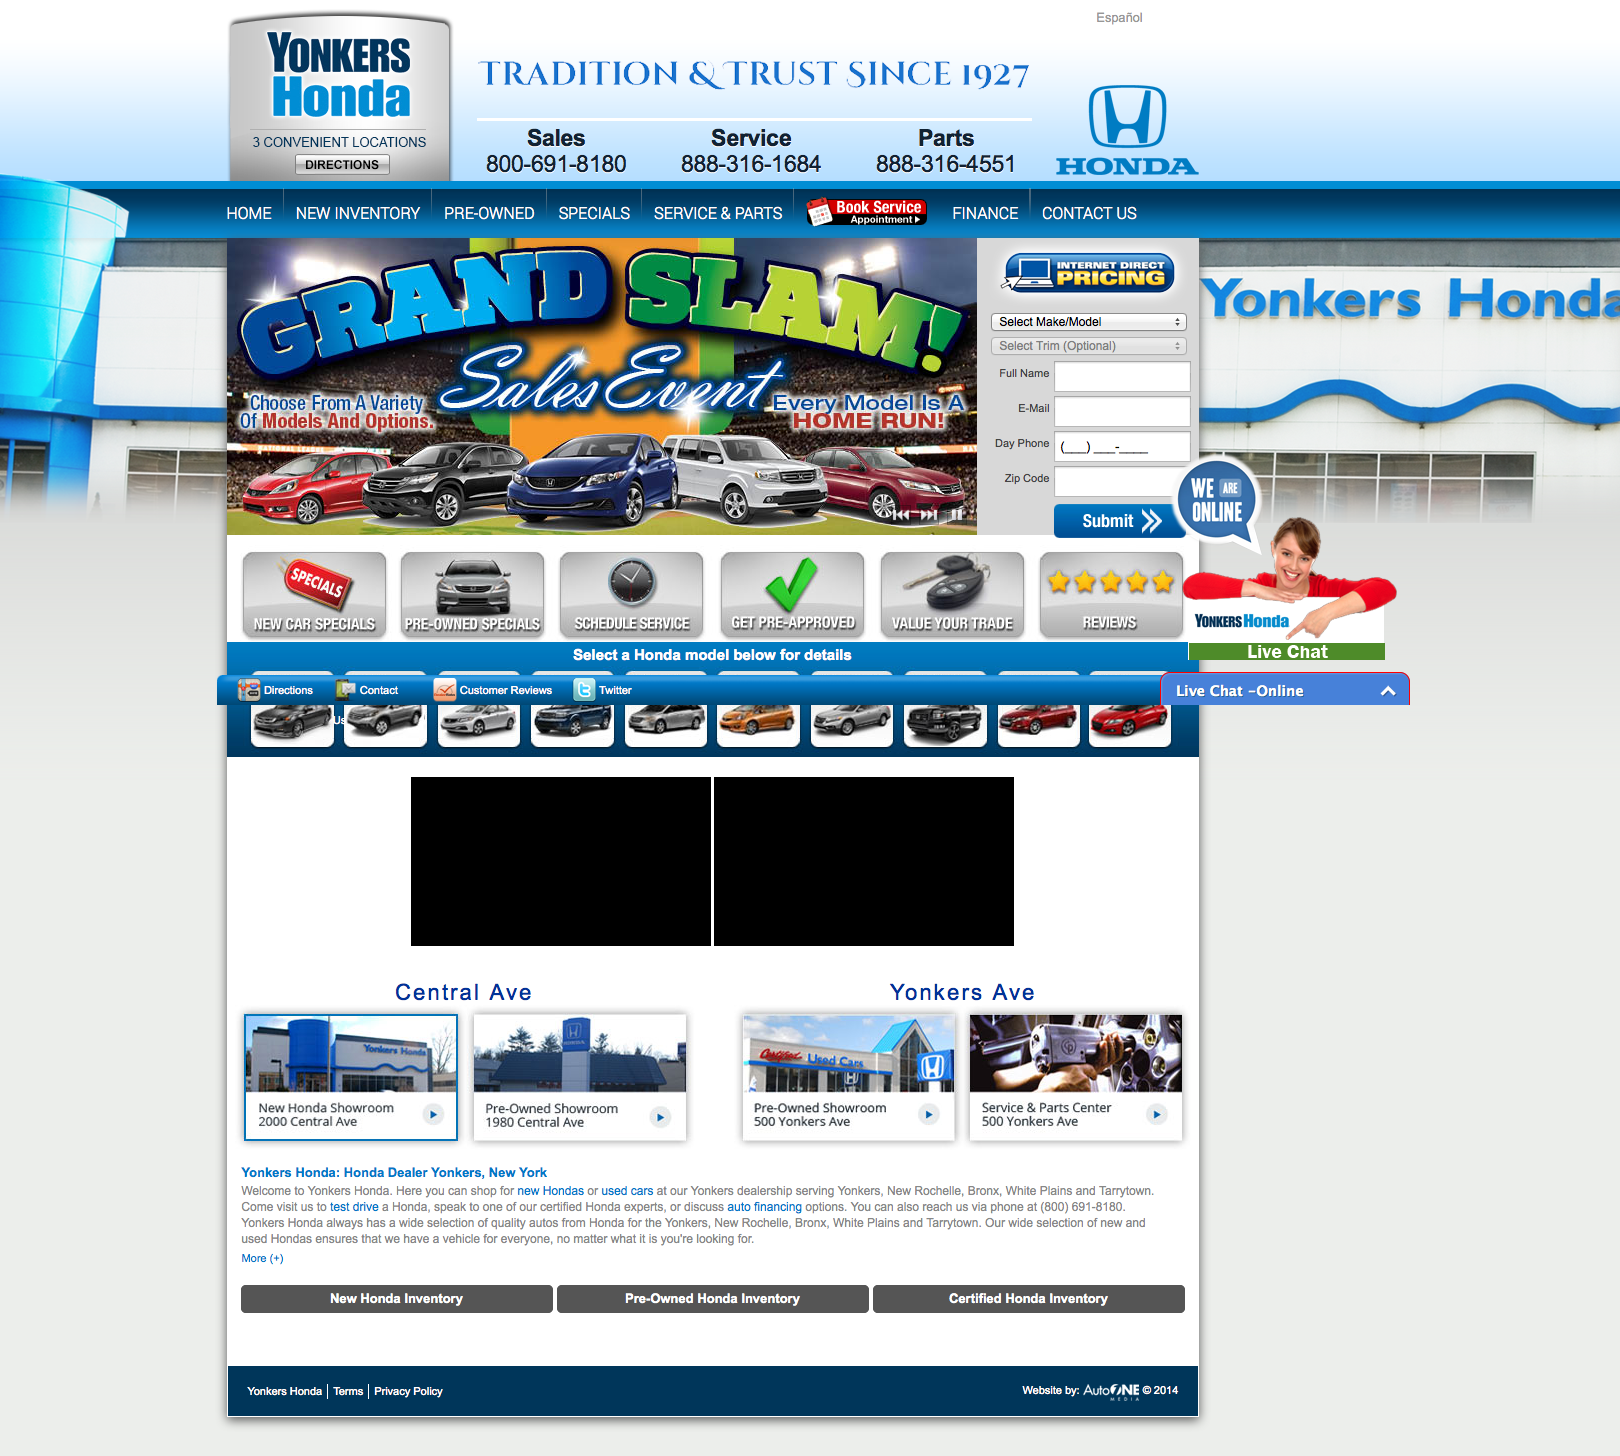 Español
YONKERS
Honda
3 CONVENIENT LOCATIONS
DIRECTIONS
TRADITION & TRUST SINCE 1927
Sales
800-691-8180
Service
888-316-1684
Parts
888-316-4551
HONDA
HOME
NEW INVENTORY
PRE-OWNED
SPECIALS
SERVICE & PARTS
Book Service
Appointment
FINANCE
CONTACT US
GRAND SLAM!
Sales Event
Choose From A Variety
Of Models And Options.
Every Model Is A
HOME RUN!
INTERNET DIRECT
PRICING
Select Make/Model
Select Trim (Optional)
Full Name
E-Mail
Day Phone
(___) ___-____
Zip Code
Submit
Yonkers Honda
WE ARE
ONLINE
YONKERS Honda
Live Chat
SPECIALS
NEW CAR SPECIALS
PRE-OWNED SPECIALS
SCHEDULE SERVICE
GET PRE-APPROVED
VALUE YOUR TRADE
REVIEWS
Select a Honda model below for details
Directions
Contact
Us
Customer Reviews
Twitter
Live Chat -Online
Central Ave
Yonkers Ave
Yonkers Honda
New Honda Showroom
2000 Central Ave
HONDA
Pre-Owned Showroom
1980 Central Ave
Certified Used Cars
Pre-Owned Showroom
500 Yonkers Ave
CP
Service & Parts Center
500 Yonkers Ave
Yonkers Honda: Honda Dealer Yonkers, New York
Welcome to Yonkers Honda. Here you can shop for new Hondas or used cars at our Yonkers dealership serving Yonkers, New Rochelle, Bronx, White Plains and Tarrytown.
Come visit us to test drive a Honda, speak to one of our certified Honda experts, or discuss auto financing options. You can also reach us via phone at (800) 691-8180.
Yonkers Honda always has a wide selection of quality autos from Honda for the Yonkers, New Rochelle, Bronx, White Plains and Tarrytown. Our wide selection of new and
used Hondas ensures that we have a vehicle for everyone, no matter what it is you're looking for.
More (+)
New Honda Inventory
Pre-Owned Honda Inventory
Certified Honda Inventory
Yonkers Honda | Terms | Privacy Policy
Website by: AutoONE MEDIA © 2014